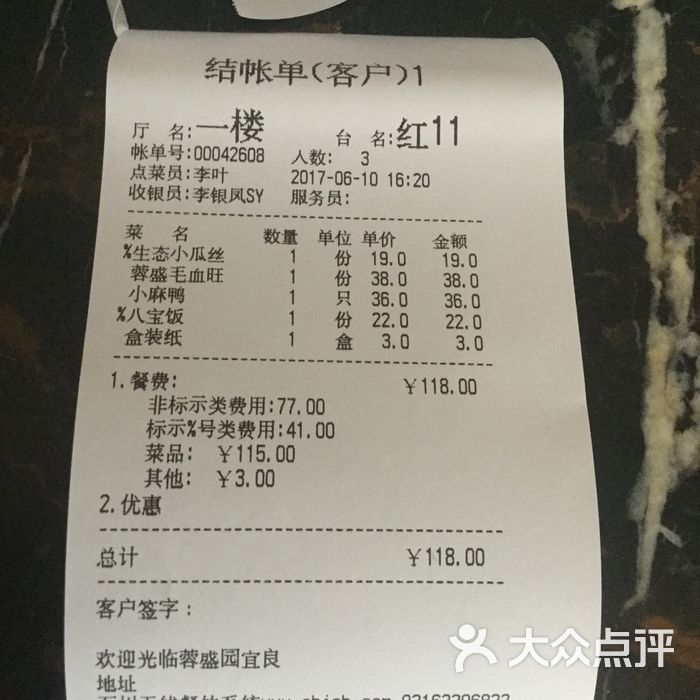 结帐单(客户)1
厅 名:一楼 台 名:红11
帐单号:00042608 人数: 3
点菜员:李叶 2017-06-10 16:20
收银员:李银凤SY 服务员:
菜 名 数量 单位 单价 金额
%生态小瓜丝 1 份 19.0 19.0
蓉盛毛血旺 1 份 38.0 38.0
小麻鸭 1 只 36.0 36.0
%八宝饭 1 份 22.0 22.0
盒装纸 1 盒 3.0 3.0
1.餐费: ￥118.00
非标示类费用:77.00
标示%号类费用:41.00
菜品: ￥115.00
其他: ￥3.00
2.优惠
总计 ￥118.00
客户签字:
欢迎光临蓉盛园宜良
地址
大众点评